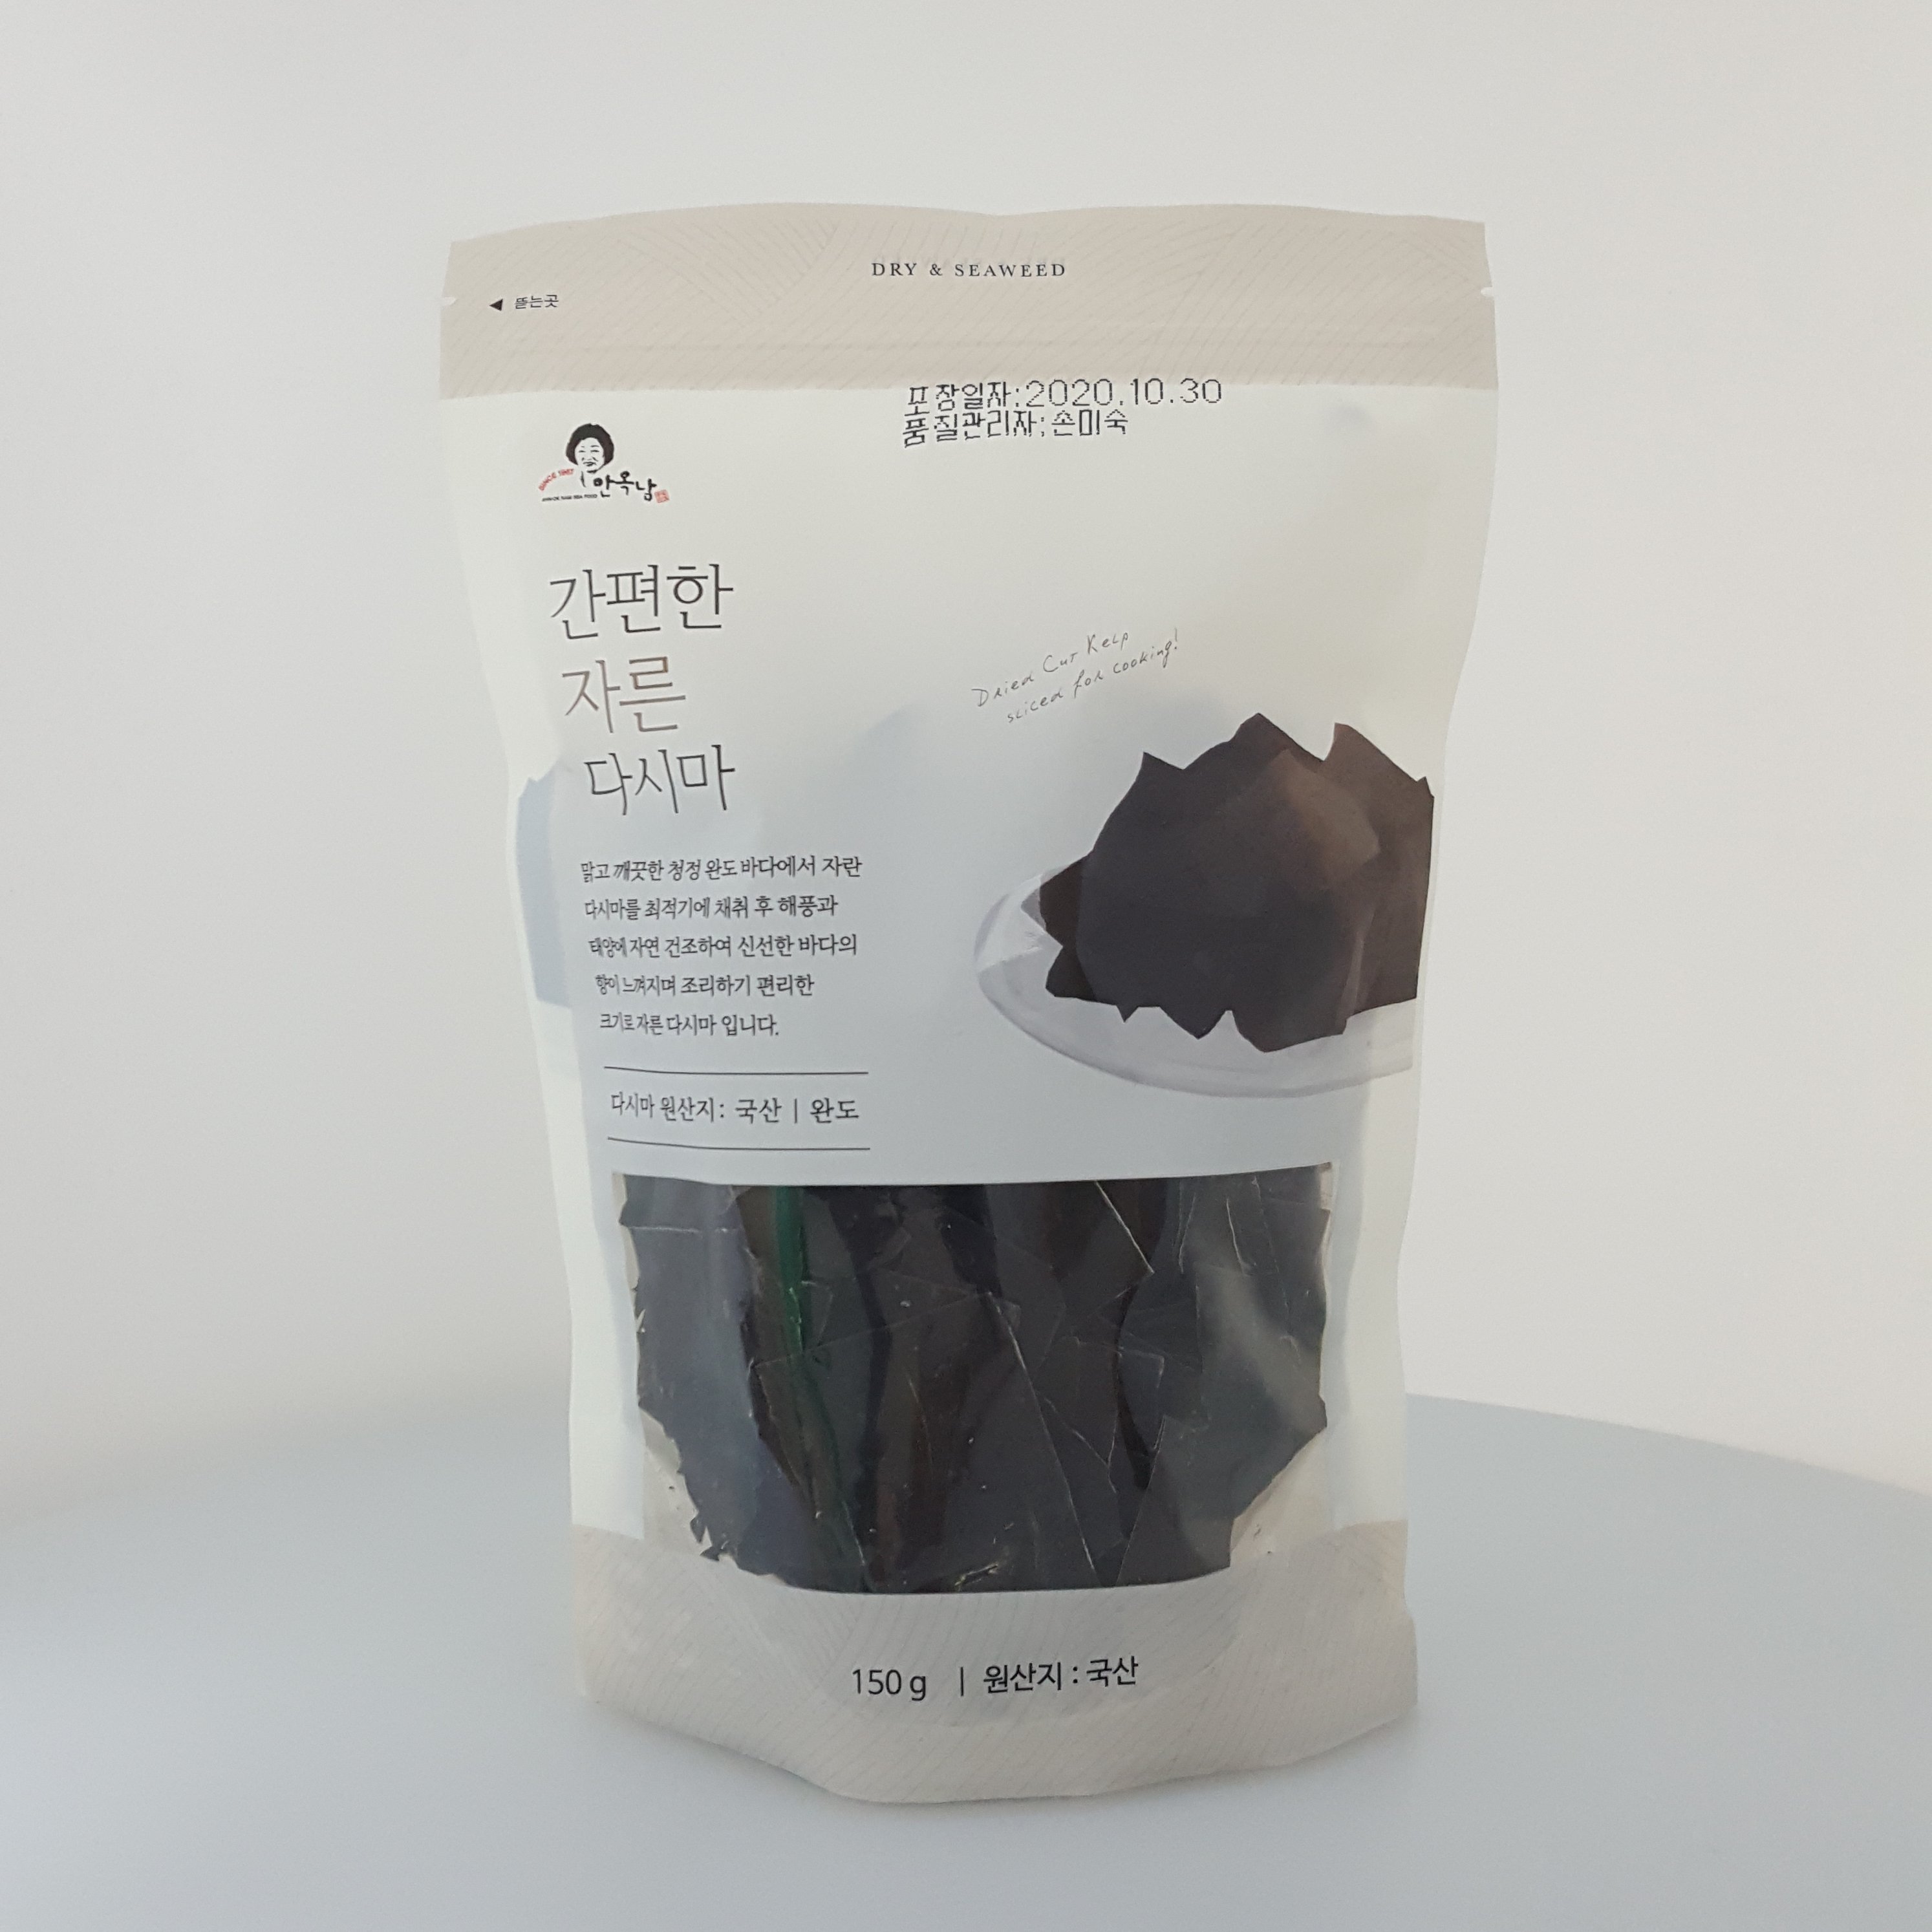 DRY & SEAWEED
◀ 뜯는곳
포장일자:2020.10.30
품질관리자:손미숙
SINCE 1967
안옥남
간편한
자른
다시마
Dried Cut Kelp
sliced for cooking!
맑고 깨끗한 청정 완도 바다에서 자란
다시마를 최적기에 채취 후 해풍과
태양에 자연 건조하여 신선한 바다의
향이 느껴지며 조리하기 편리한
크기로 자른 다시마 입니다.
다시마 원산지: 국산 | 완도
150 g | 원산지 : 국산